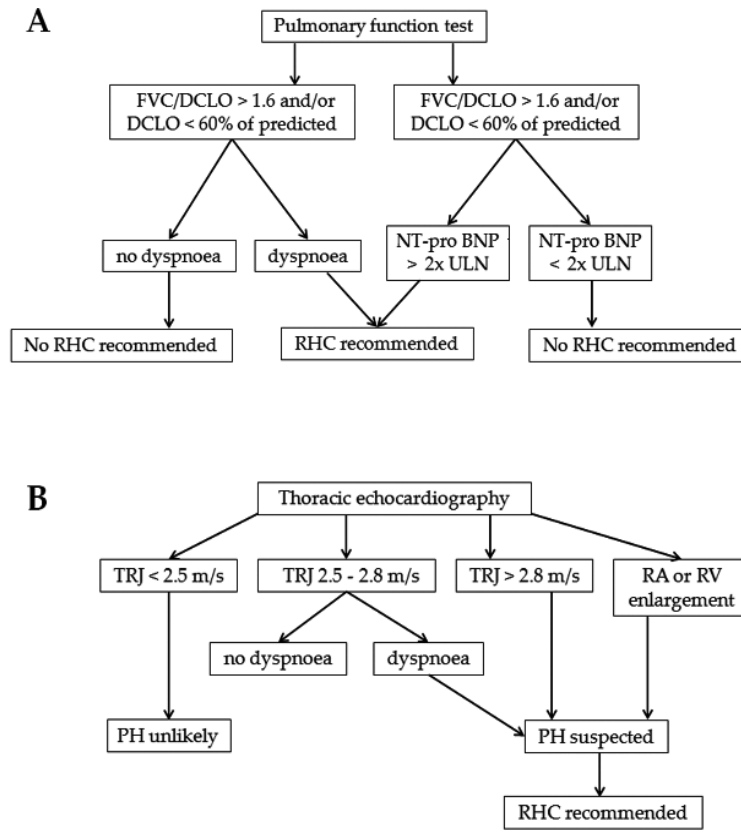 A
Pulmonary function test
FVC/DCLO > 1.6 and/or
DCLO < 60% of predicted
FVC/DCLO > 1.6 and/or
DCLO < 60% of predicted
no dyspnoea
dyspnoea
NT-pro BNP
> 2x ULN
NT-pro BNP
< 2x ULN
No RHC recommended
RHC recommended
No RHC recommended
B
Thoracic echocardiography
TRJ < 2.5 m/s
TRJ 2.5 - 2.8 m/s
TRJ > 2.8 m/s
RA or RV
enlargement
no dyspnoea
dyspnoea
PH unlikely
PH suspected
RHC recommended